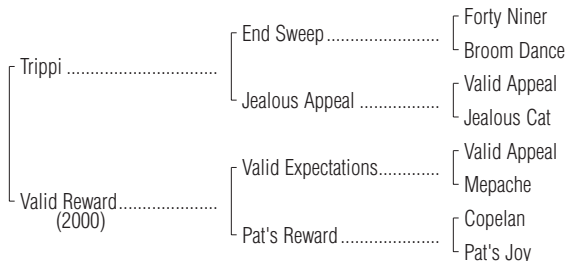 Forty Niner
End Sweep
Broom Dance
Trippi
Valid Appeal
Jealous Appeal
Jealous Cat
Valid Appeal
Valid Expectations
Mepache
Valid Reward
(2000)
Copelan
Pat's Reward
Pat's Joy